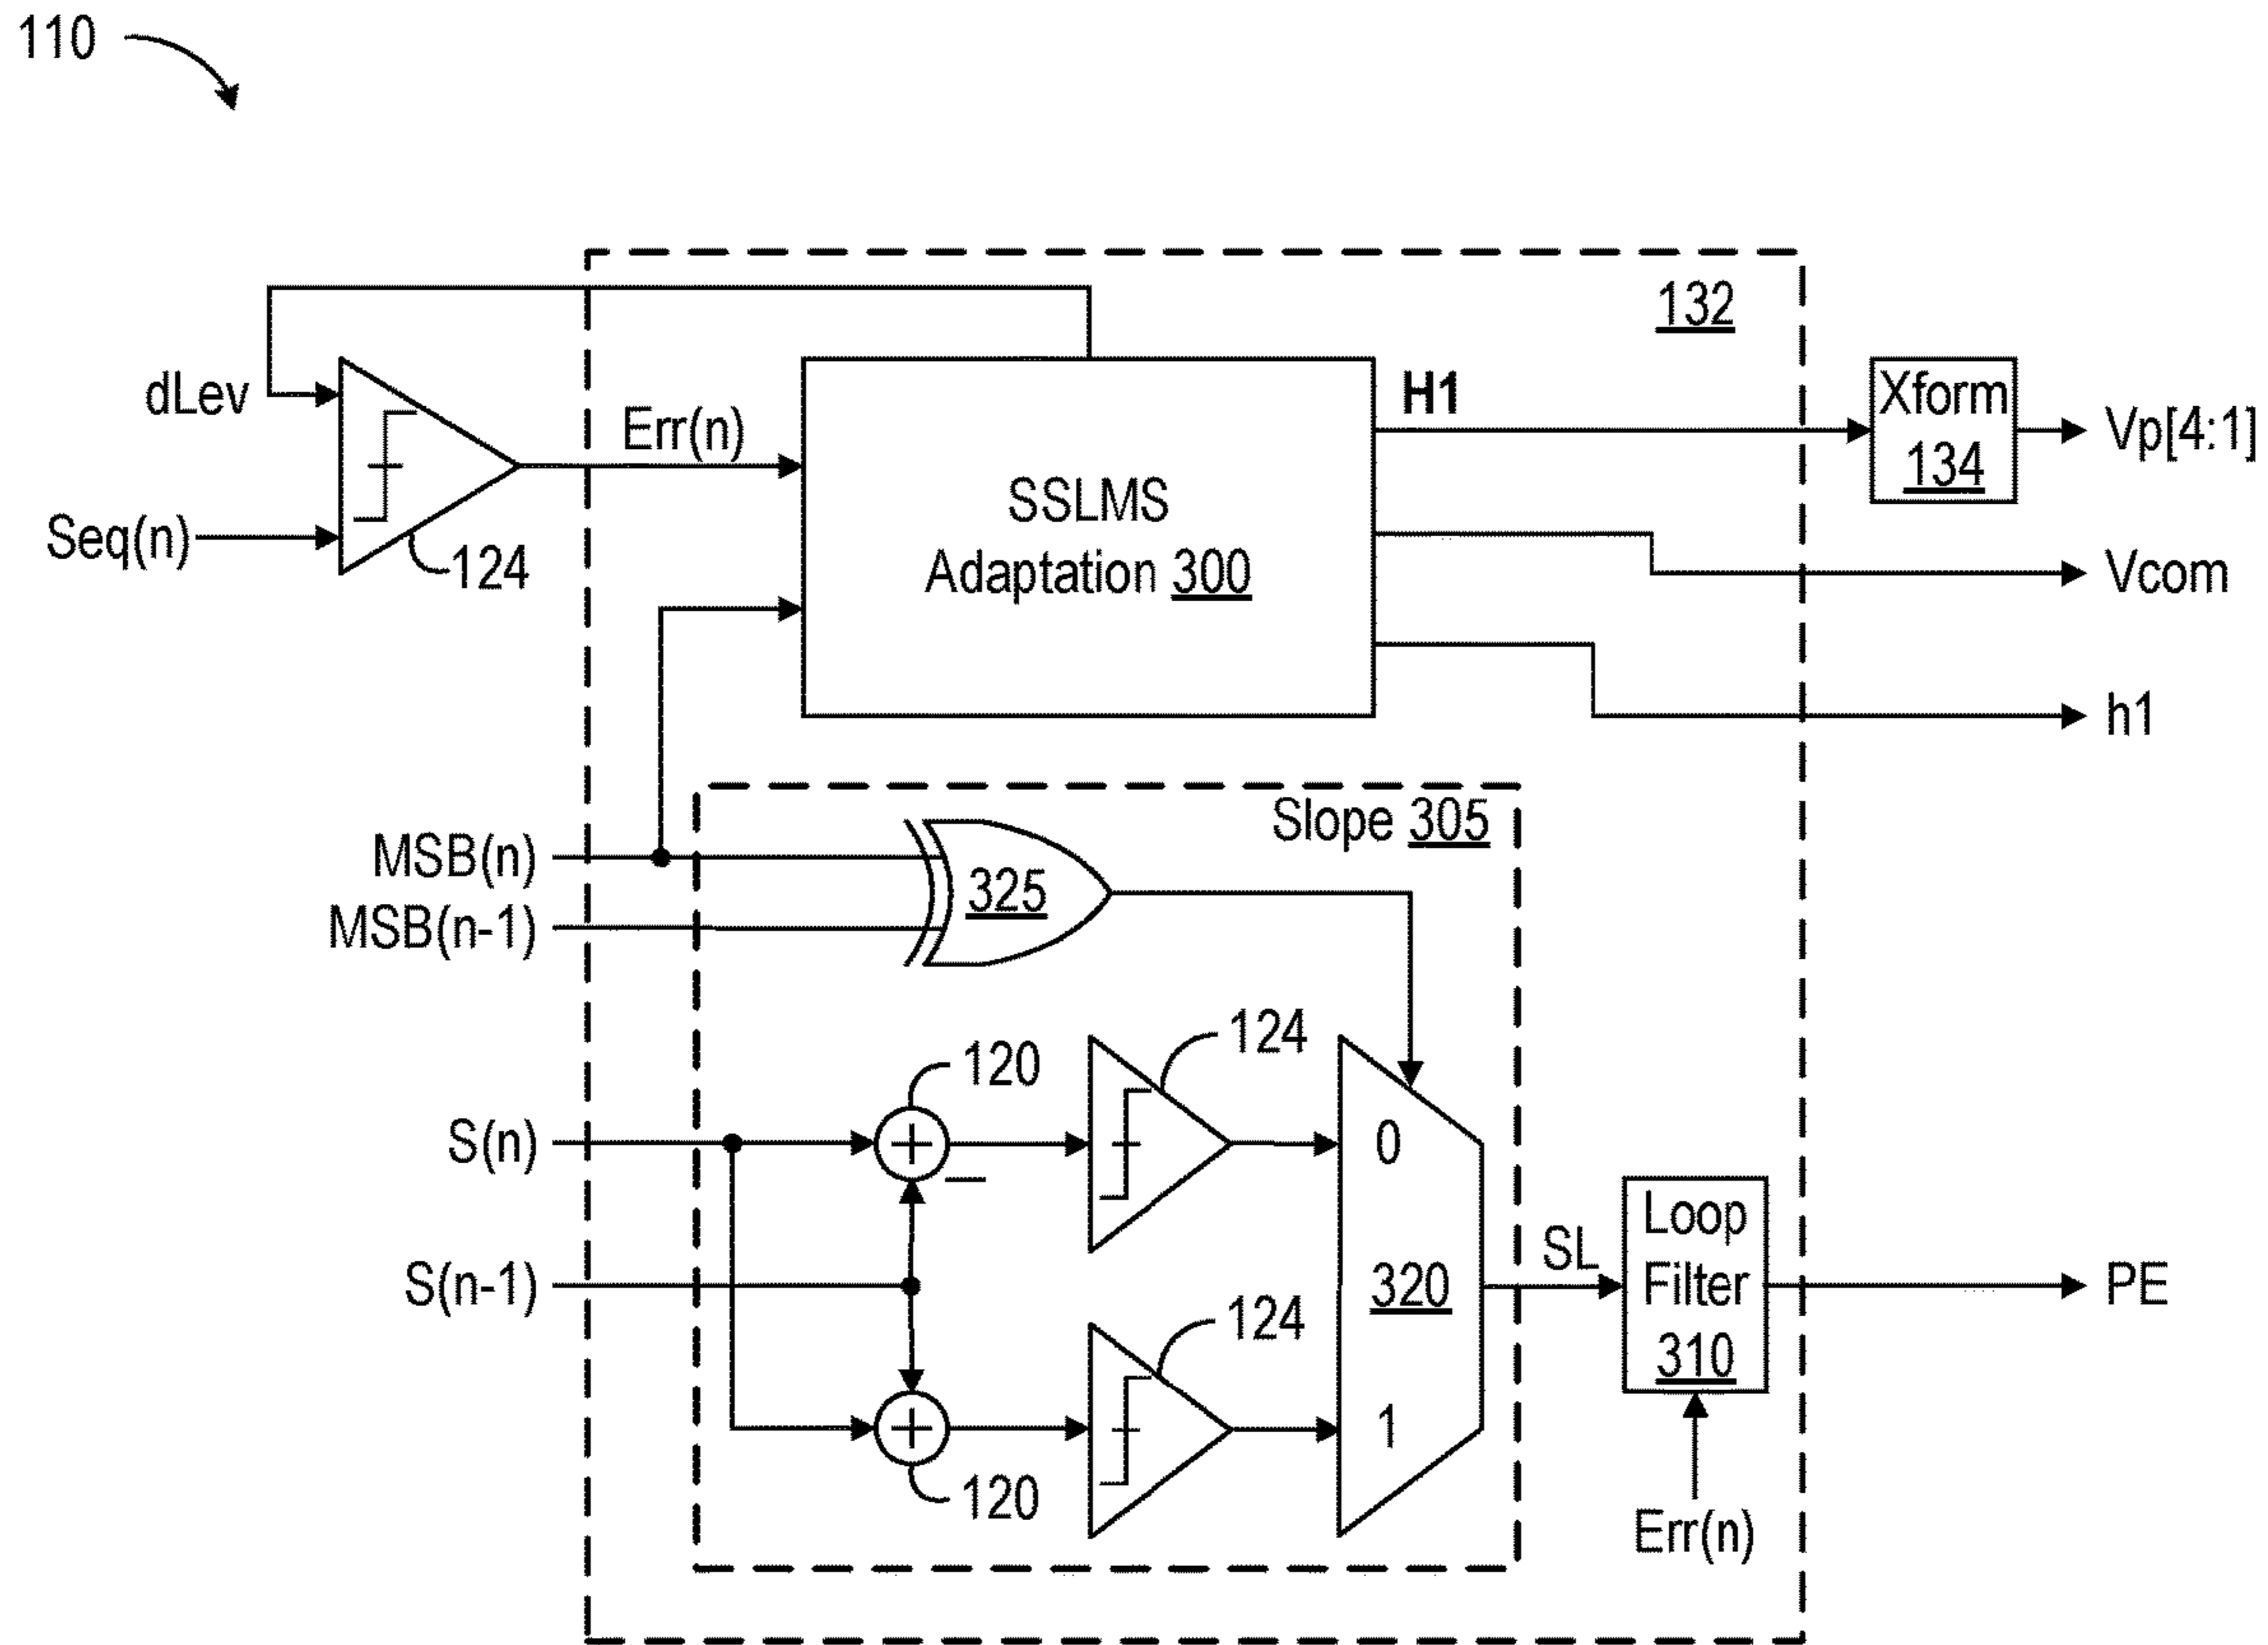 110
132
dLev
Err(n)
H1
Xform
134
Vp[4:1]
Seq(n)
124
SSLMS
Adaptation 300
Vcom
h1
Slope 305
MSB(n)
325
MSB(n-1)
120
124
S(n)
0
S(n-1)
124
320
SL
Loop
Filter
310
PE
1
120
Err(n)